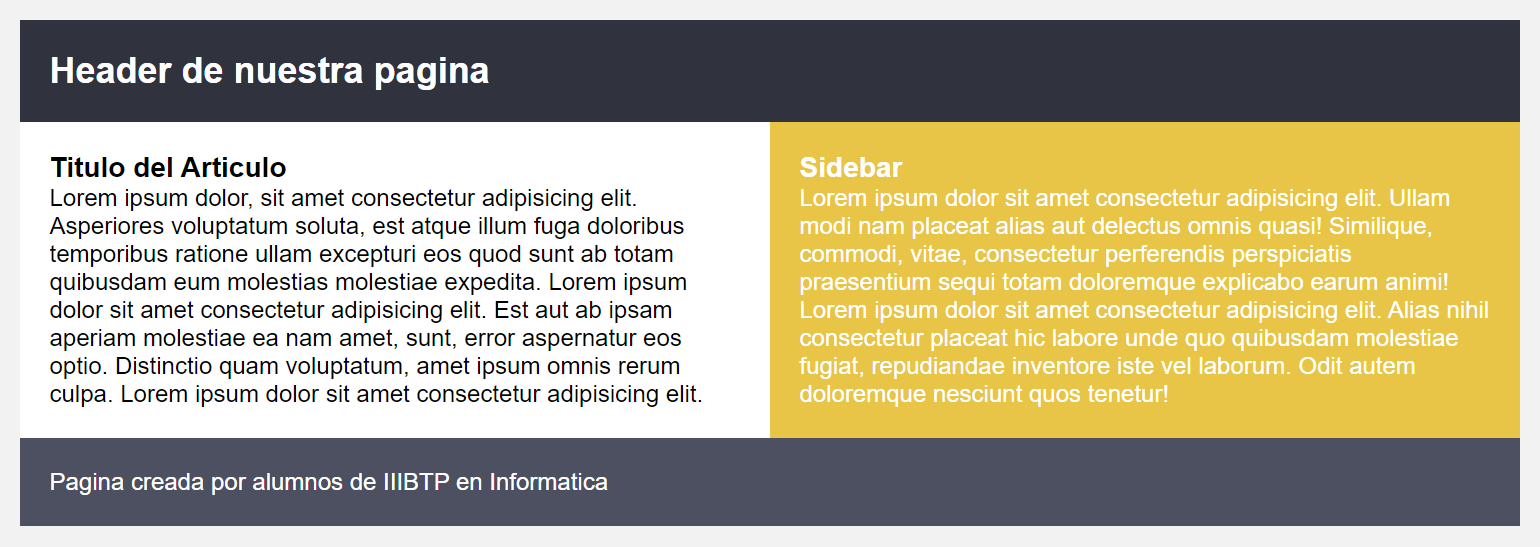 Header de nuestra pagina
Titulo del Articulo
Lorem ipsum dolor, sit amet consectetur adipisicing elit.
Asperiores voluptatum soluta, est atque illum fuga doloribus
temporibus ratione ullam excepturi eos quod sunt ab totam
quibusdam eum molestias molestiae expedita. Lorem ipsum
dolor sit amet consectetur adipisicing elit. Est aut ab ipsam
aperiam molestiae ea nam amet, sunt, error aspernatur eos
optio. Distinctio quam voluptatum, amet ipsum omnis rerum
culpa. Lorem ipsum dolor sit amet consectetur adipisicing elit.
Sidebar
Lorem ipsum dolor sit amet consectetur adipisicing elit. Ullam
modi nam placeat alias aut delectus omnis quasi! Similique,
commodi, vitae, consectetur perferendis perspiciatis
praesentium sequi totam doloremque explicabo earum animi!
Lorem ipsum dolor sit amet consectetur adipisicing elit. Alias nihil
consectetur placeat hic labore unde quo quibusdam molestiae
fugiat, repudiandae inventore iste vel laborum. Odit autem
doloremque nesciunt quos tenetur!
Pagina creada por alumnos de IIIBTP en Informatica